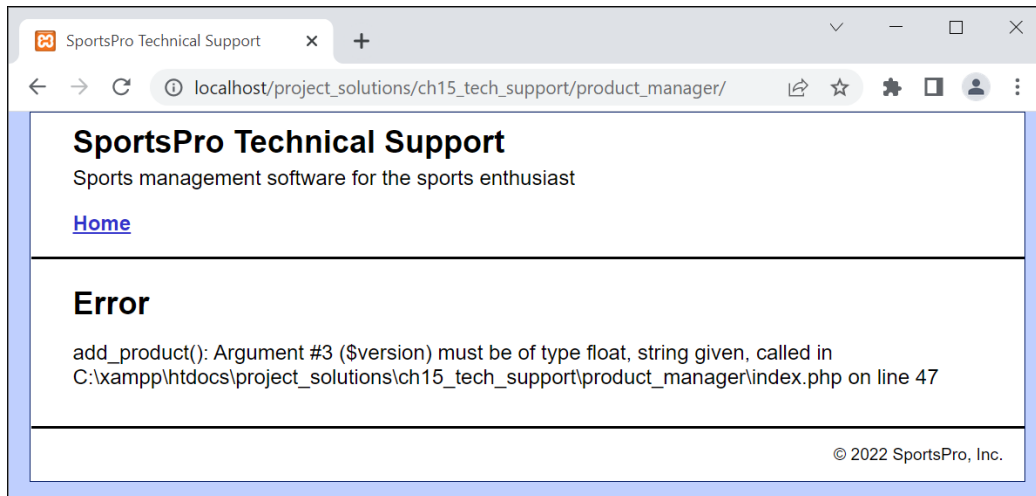 SportsPro Technical Support
localhost/project_solutions/ch15_tech_support/product_manager/
SportsPro Technical Support
Sports management software for the sports enthusiast
Home
Error
add_product(): Argument #3 ($version) must be of type float, string given, called in
C:\xampp\htdocs\project_solutions\ch15_tech_support\product_manager\index.php on line 47
© 2022 SportsPro, Inc.